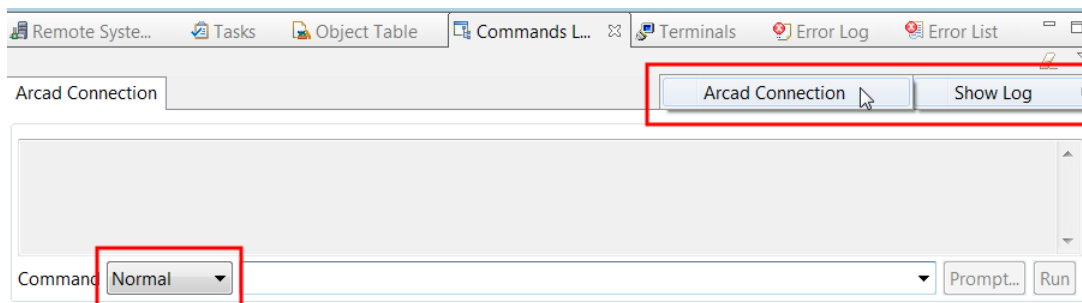 Remote Syste... Tasks Object Table Commands L... Terminals Error Log Error List
Arcad Connection Arcad Connection Show Log
Command Normal Prompt... Run